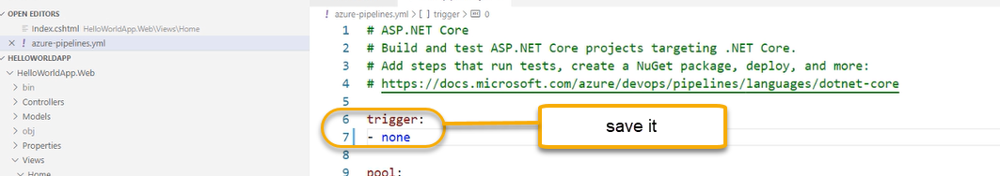 OPEN EDITORS
Index.cshtml HelloWorldApp.Web\Views\Home
azure-pipelines.yml
HELLOWORLDAPP
HelloWorldApp.Web
bin
Controllers
Models
obj
Properties
Views
Home
azure-pipelines.yml > [ ] trigger > 0
1 # ASP.NET Core
2 # Build and test ASP.NET Core projects targeting .NET Core.
3 # Add steps that run tests, create a NuGet package, deploy, and more:
4 # https://docs.microsoft.com/azure/devops/pipelines/languages/dotnet-core
5
6 trigger:
7 - none
8
9 pool:
save it